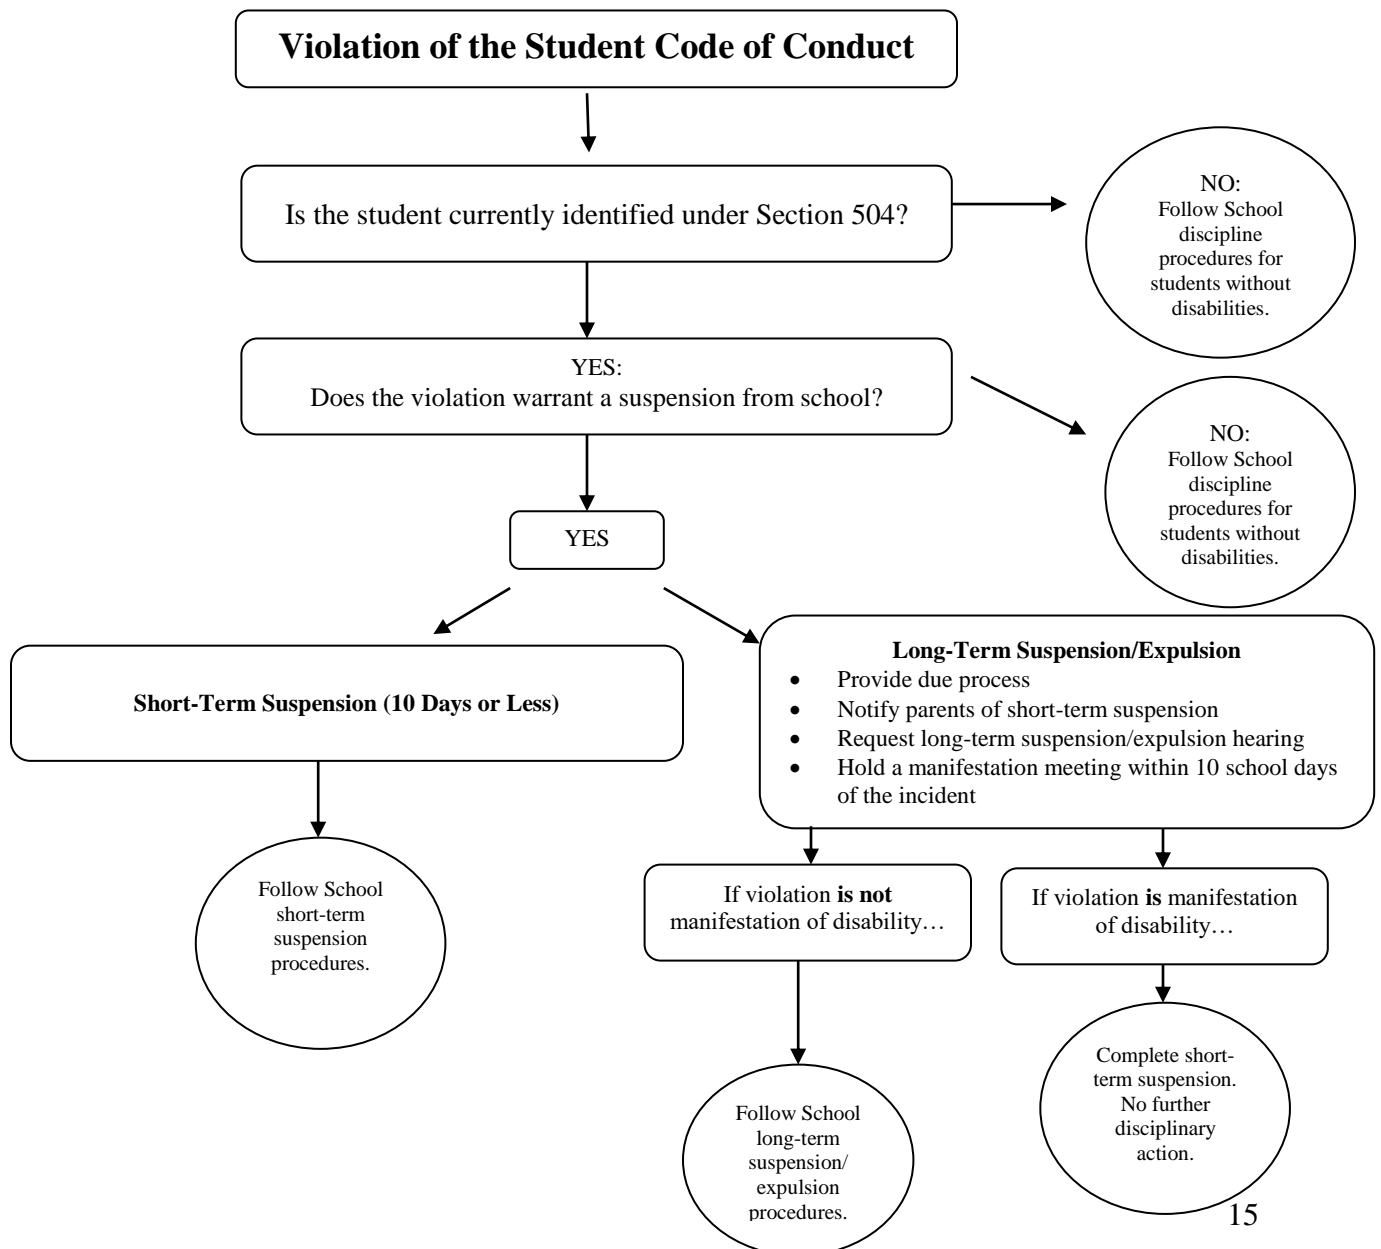 Violation of the Student Code of Conduct
Is the student currently identified under Section 504?
NO:
Follow School
discipline
procedures for
students without
disabilities.
YES:
Does the violation warrant a suspension from school?
NO:
Follow School
discipline
procedures for
students without
disabilities.
YES
Short-Term Suspension (10 Days or Less)
Long-Term Suspension/Expulsion
• Provide due process
• Notify parents of short-term suspension
• Request long-term suspension/expulsion hearing
• Hold a manifestation meeting within 10 school days
of the incident
Follow School
short-term
suspension
procedures.
If violation is not
manifestation of disability…
If violation is manifestation
of disability…
Follow School
long-term
suspension/
expulsion
procedures.
Complete short-
term suspension.
No further
disciplinary
action.
15